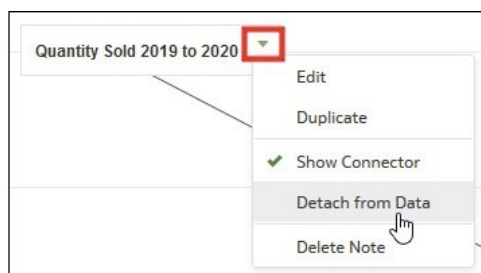 Quantity Sold 2019 to 2020
Edit
Duplicate
Show Connector
Detach from Data
Delete Note